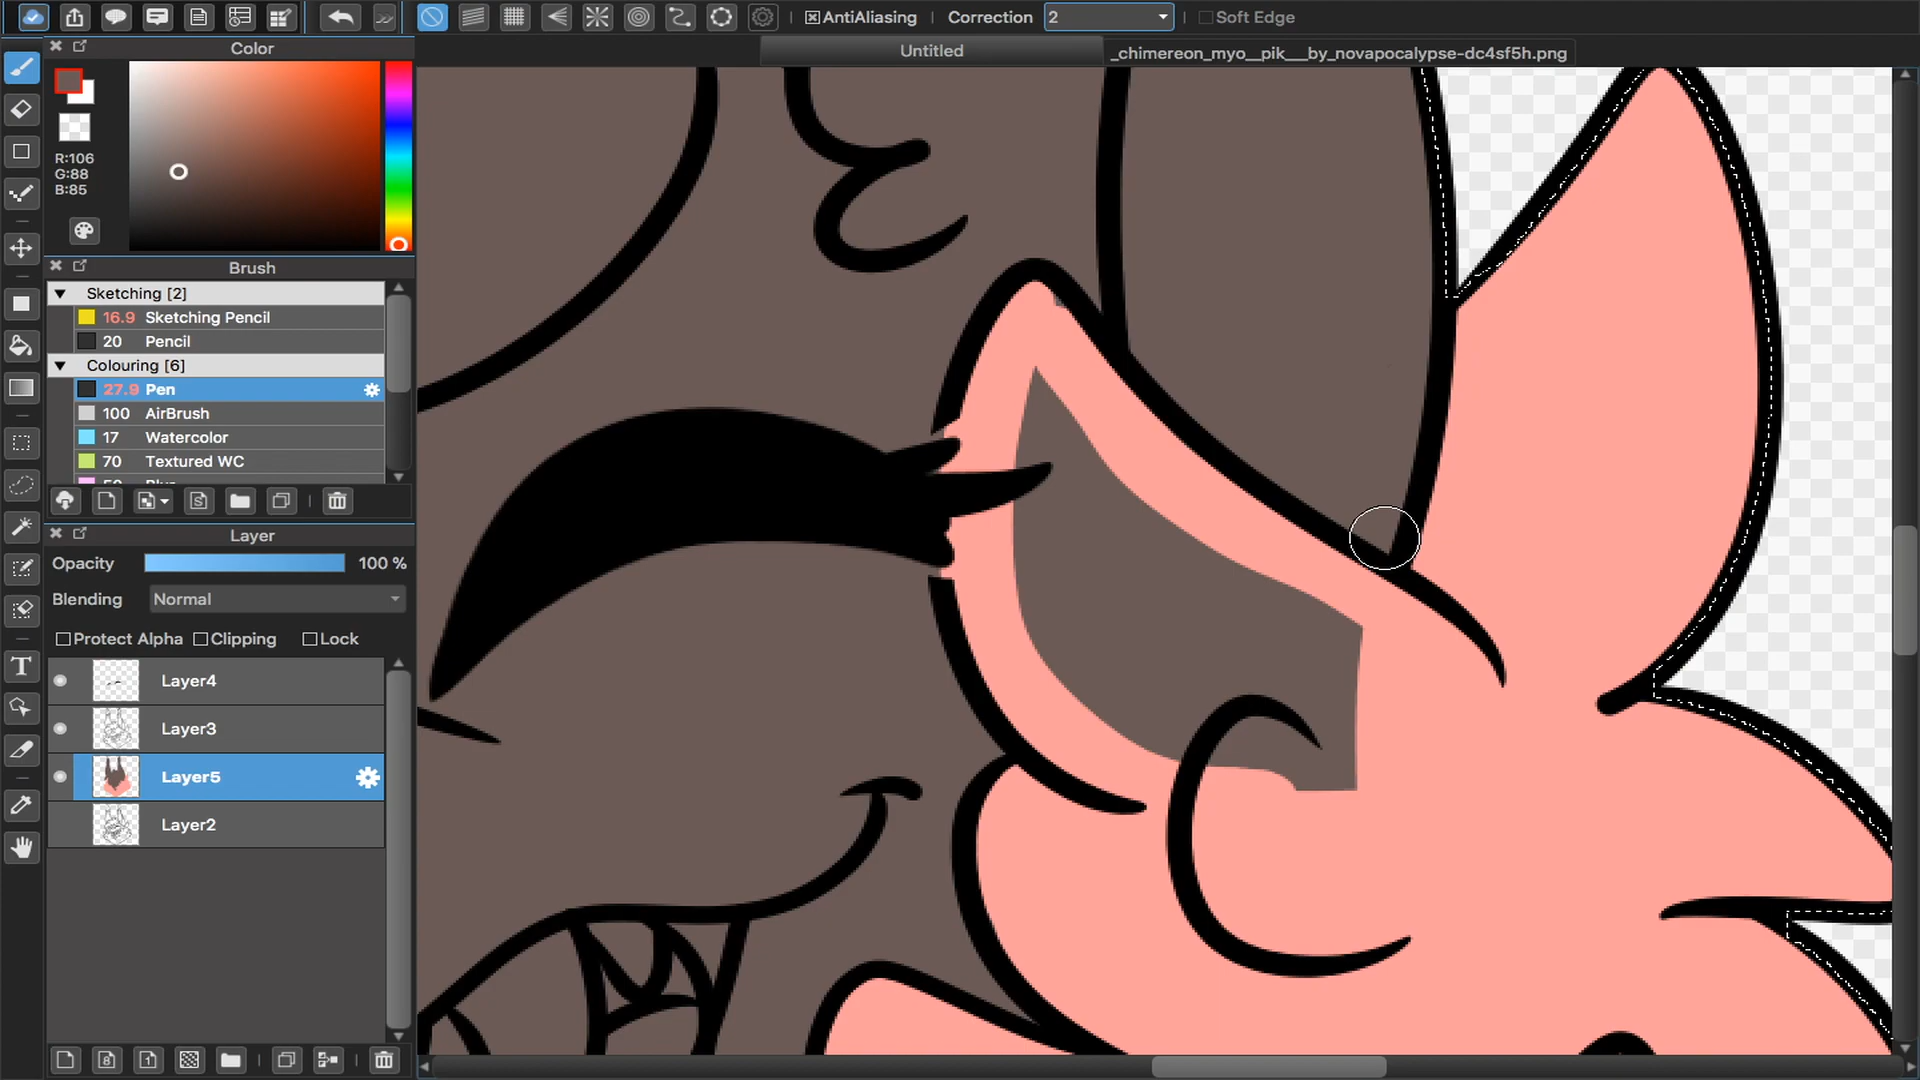 AntiAliasing
Correction
2
Soft Edge
Untitled
_chimereon_myo__pik___by_novapocalypse-dc4sf5h.png
Color
R:106
G:88
B:85
Brush
Sketching [2]
16.9 Sketching Pencil
20 Pencil
Colouring [6]
27.9 Pen
100 AirBrush
17 Watercolor
70 Textured WC
Layer
Opacity 100 %
Blending Normal
Protect Alpha Clipping Lock
Layer4
Layer3
Layer5
Layer2